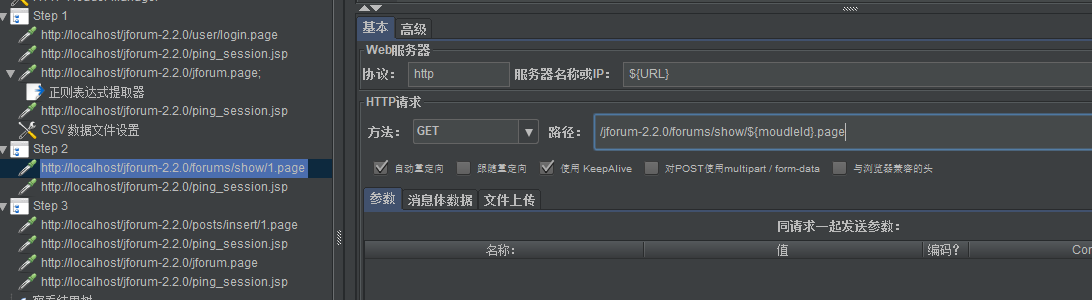 Step 1
http://localhost/jforum-2.2.0/user/login.page
http://localhost/jforum-2.2.0/ping_session.jsp
http://localhost/jforum-2.2.0/jforum.page;
正则表达式提取器
http://localhost/jforum-2.2.0/ping_session.jsp
CSV 数据文件设置
Step 2
http://localhost/jforum-2.2.0/forums/show/1.page
http://localhost/jforum-2.2.0/ping_session.jsp
Step 3
http://localhost/jforum-2.2.0/posts/insert/1.page
http://localhost/jforum-2.2.0/ping_session.jsp
http://localhost/jforum-2.2.0/jforum.page
http://localhost/jforum-2.2.0/ping_session.jsp
察看结果树
基本 高级
Web服务器
协议： http 服务器名称或IP： ${URL}
HTTP请求
方法： GET 路径： /jforum-2.2.0/forums/show/${moudleId}.page
自动重定向 跟随重定向 使用 KeepAlive 对POST使用multipart / form-data 与浏览器兼容的头
参数 消息体数据 文件上传
同请求一起发送参数：
名称： 值 编码？